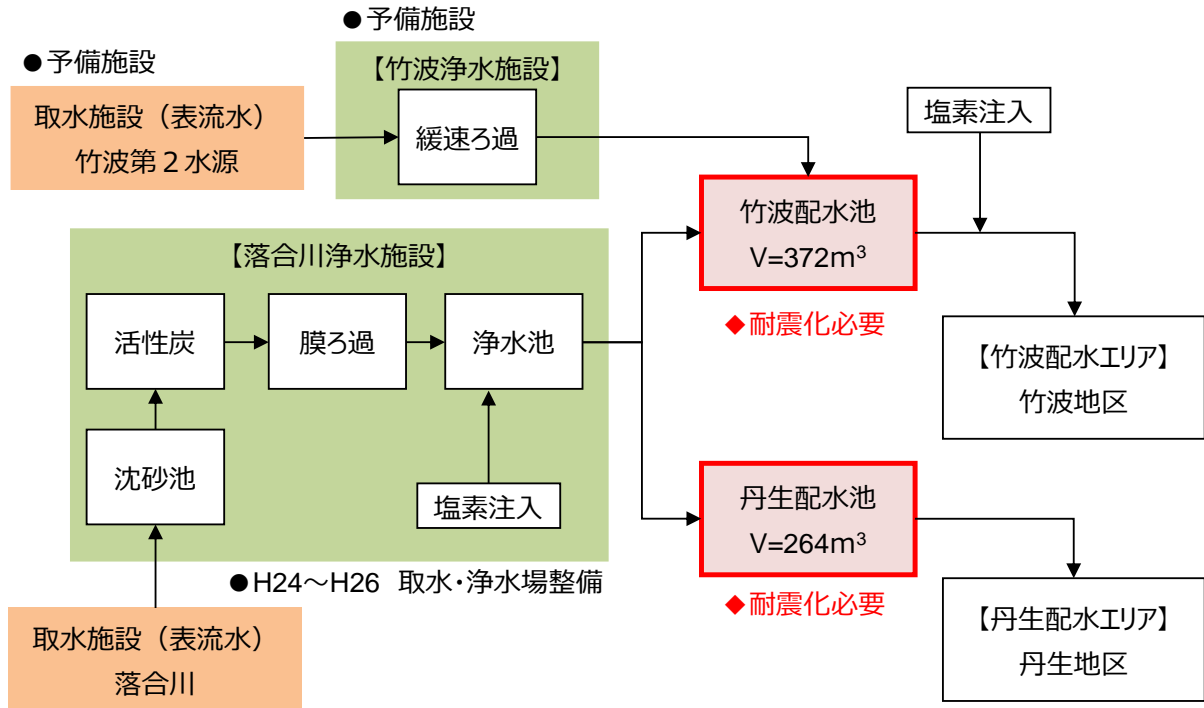 ●予備施設
●予備施設
【竹波浄水施設】
取水施設（表流水）
竹波第２水源
緩速ろ過
塩素注入
竹波配水池
V=372m³
◆耐震化必要
【落合川浄水施設】
活性炭
膜ろ過
浄水池
【竹波配水エリア】
竹波地区
沈砂池
塩素注入
丹生配水池
V=264m³
◆耐震化必要
●H24～H26 取水・浄水場整備
取水施設（表流水）
落合川
【丹生配水エリア】
丹生地区